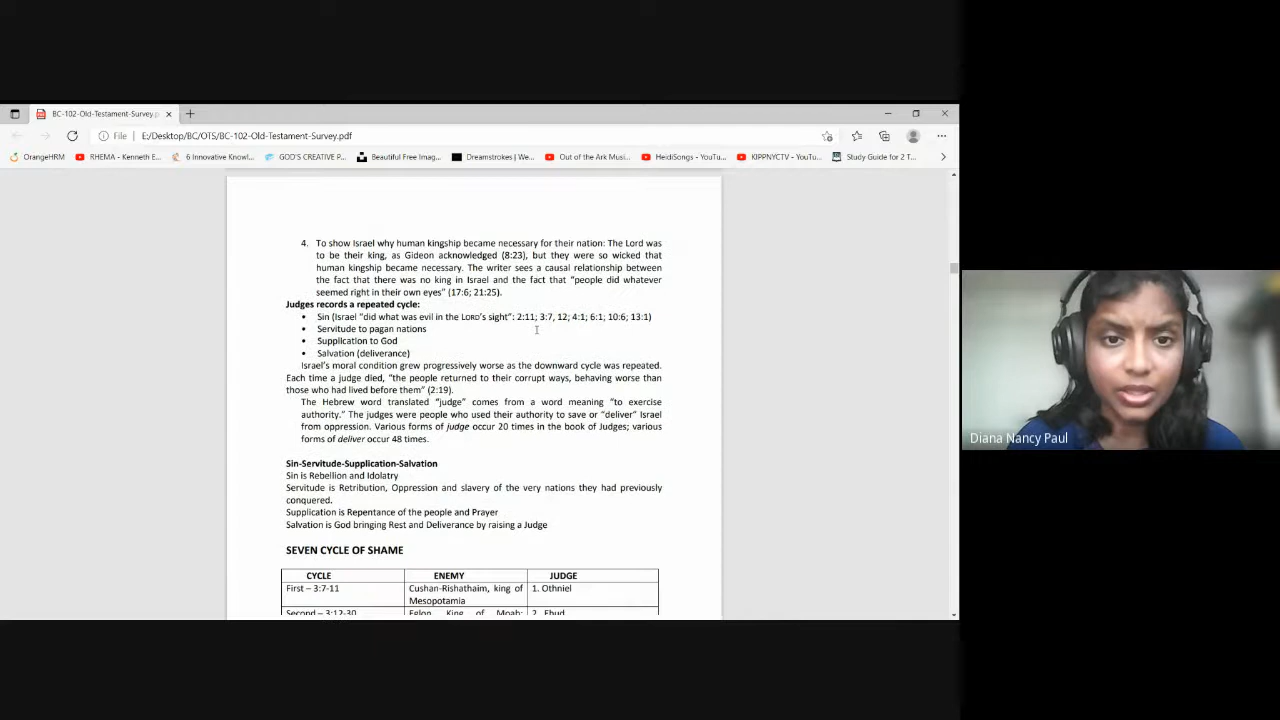 BC-102-Old-Testament-Survey.p
File
E:/Desktop/BC/OTS/BC-102-Old-Testament-Survey.pdf
OrangeHRM
RHEMA - Kenneth E...
6 Innovative Knowl...
GOD'S CREATIVE P...
Beautiful Free Imag...
Dreamstrokes | We...
Out of the Ark Musi...
HeidiSongs - YouTu...
KIPPNYCTV - YouTu...
Study Guide for 2 T...
4. To show Israel why human kingship became necessary for their nation: The Lord was
to be their king, as Gideon acknowledged (8:23), but they were so wicked that
human kingship became necessary. The writer sees a causal relationship between
the fact that there was no king in Israel and the fact that "people did whatever
seemed right in their own eyes" (17:6; 21:25).
Judges records a repeated cycle:
• Sin (Israel "did what was evil in the LORD's sight": 2:11; 3:7, 12; 4:1; 6:1; 10:6; 13:1)
• Servitude to pagan nations
• Supplication to God
• Salvation (deliverance)
Israel's moral condition grew progressively worse as the downward cycle was repeated.
Each time a judge died, "the people returned to their corrupt ways, behaving worse than
those who had lived before them" (2:19).
The Hebrew word translated "judge" comes from a word meaning "to exercise
authority." The judges were people who used their authority to save or "deliver" Israel
from oppression. Various forms of judge occur 20 times in the book of Judges; various
forms of deliver occur 48 times.
Sin-Servitude-Supplication-Salvation
Sin is Rebellion and Idolatry
Servitude is Retribution, Oppression and slavery of the very nations they had previously
conquered.
Supplication is Repentance of the people and Prayer
Salvation is God bringing Rest and Deliverance by raising a Judge
SEVEN CYCLE OF SHAME
CYCLE ENEMY JUDGE
First – 3:7-11 Cushan-Rishathaim, king of 1. Othniel
Mesopotamia
Second – 3:12-30 Eglon, King of Moab; 2. Ehud
Diana Nancy Paul